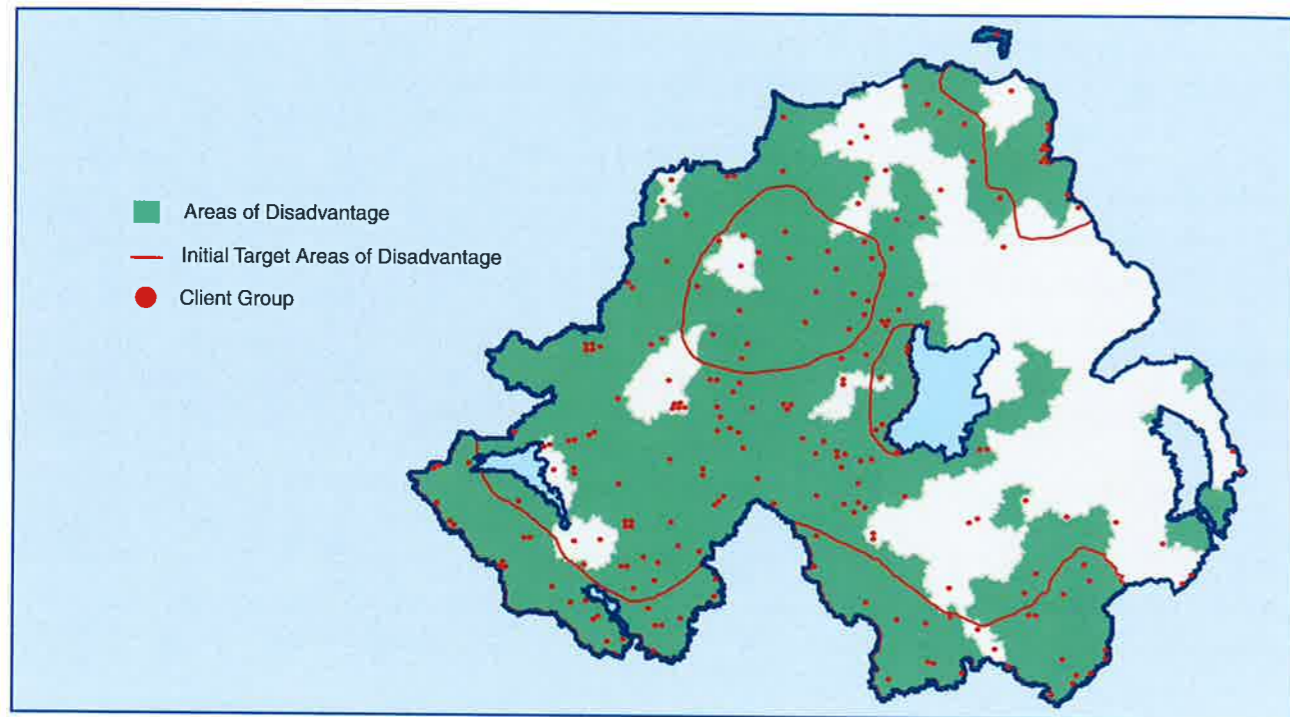 Areas of Disadvantage
Initial Target Areas of Disadvantage
Client Group